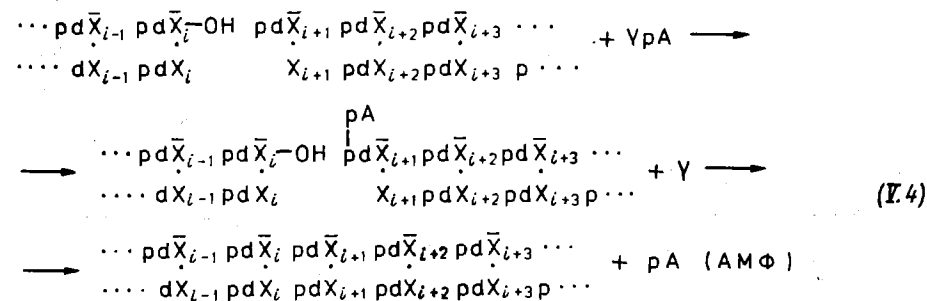 ··· pdX̄ᵢ₋₁ pdX̄ᵢ—OH pdX̄ᵢ₊₁ pdX̄ᵢ₊₂ pdX̄ᵢ₊₃ ··· + YpA ⟶
···· dXᵢ₋₁ pdXᵢ Xᵢ₊₁ pdXᵢ₊₂ pdXᵢ₊₃ p ···
pA
⟶ ··· pdX̄ᵢ₋₁ pdX̄ᵢ—OH pdX̄ᵢ₊₁ pdX̄ᵢ₊₂ pdX̄ᵢ₊₃ ··· + Y ⟶
···· dXᵢ₋₁ pdXᵢ Xᵢ₊₁ pdXᵢ₊₂ pdXᵢ₊₃ p ···
(V.4)
⟶ ··· pdX̄ᵢ₋₁ pdX̄ᵢ pdX̄ᵢ₊₁ pdX̄ᵢ₊₂ pdX̄ᵢ₊₃ ··· + pA (АМФ)
···· dXᵢ₋₁ pdXᵢ pdXᵢ₊₁ pdXᵢ₊₂ pdXᵢ₊₃ p ···